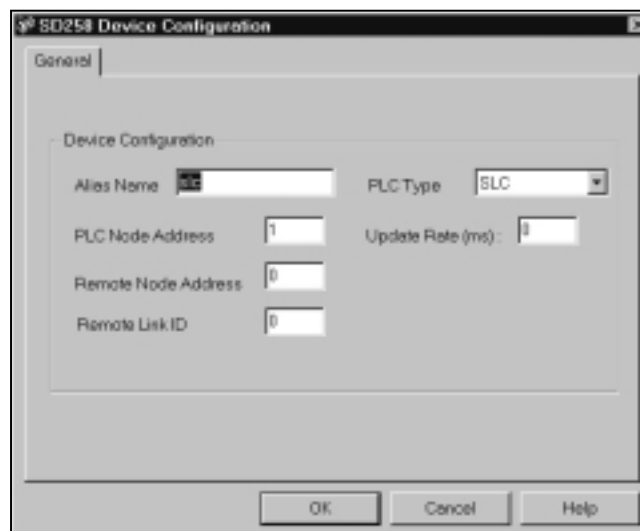 SD258 Device Configuration
General
Device Configuration
Alias Name slc PLC Type SLC
PLC Node Address 1 Update Rate (ms) : 0
Remote Node Address 0
Remote Link ID 0
OK Cancel Help